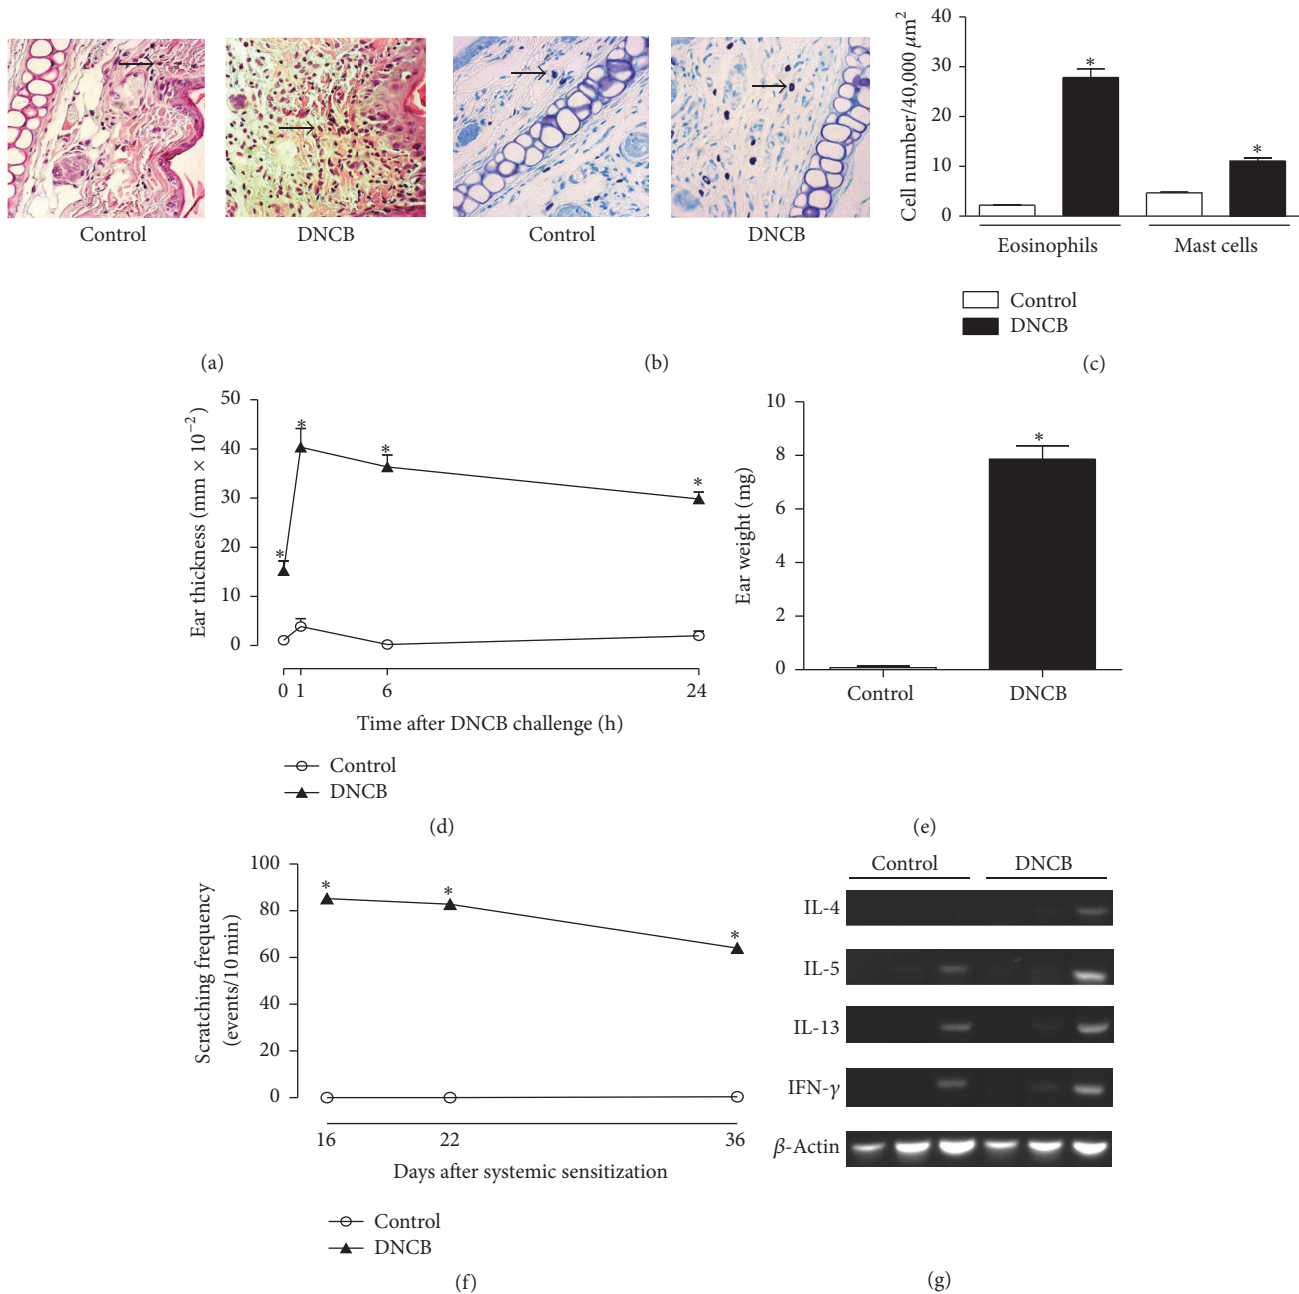 Control
DNCB
(a)
Control
DNCB
(b)
Cell number/40,000 μm²
40
30
20
10
0
*
*
Eosinophils
Mast cells
Control
DNCB
(c)
Ear thickness (mm × 10⁻²)
50
40
30
20
10
0
*
*
*
*
0 1 6 24
Time after DNCB challenge (h)
Control
DNCB
(d)
Ear weight (mg)
10
8
6
4
2
0
*
Control
DNCB
(e)
Scratching frequency
(events/10 min)
100
80
60
40
20
0
*
*
*
16 22 36
Days after systemic sensitization
Control
DNCB
(f)
Control DNCB
IL-4
IL-5
IL-13
IFN-γ
β-Actin
(g)